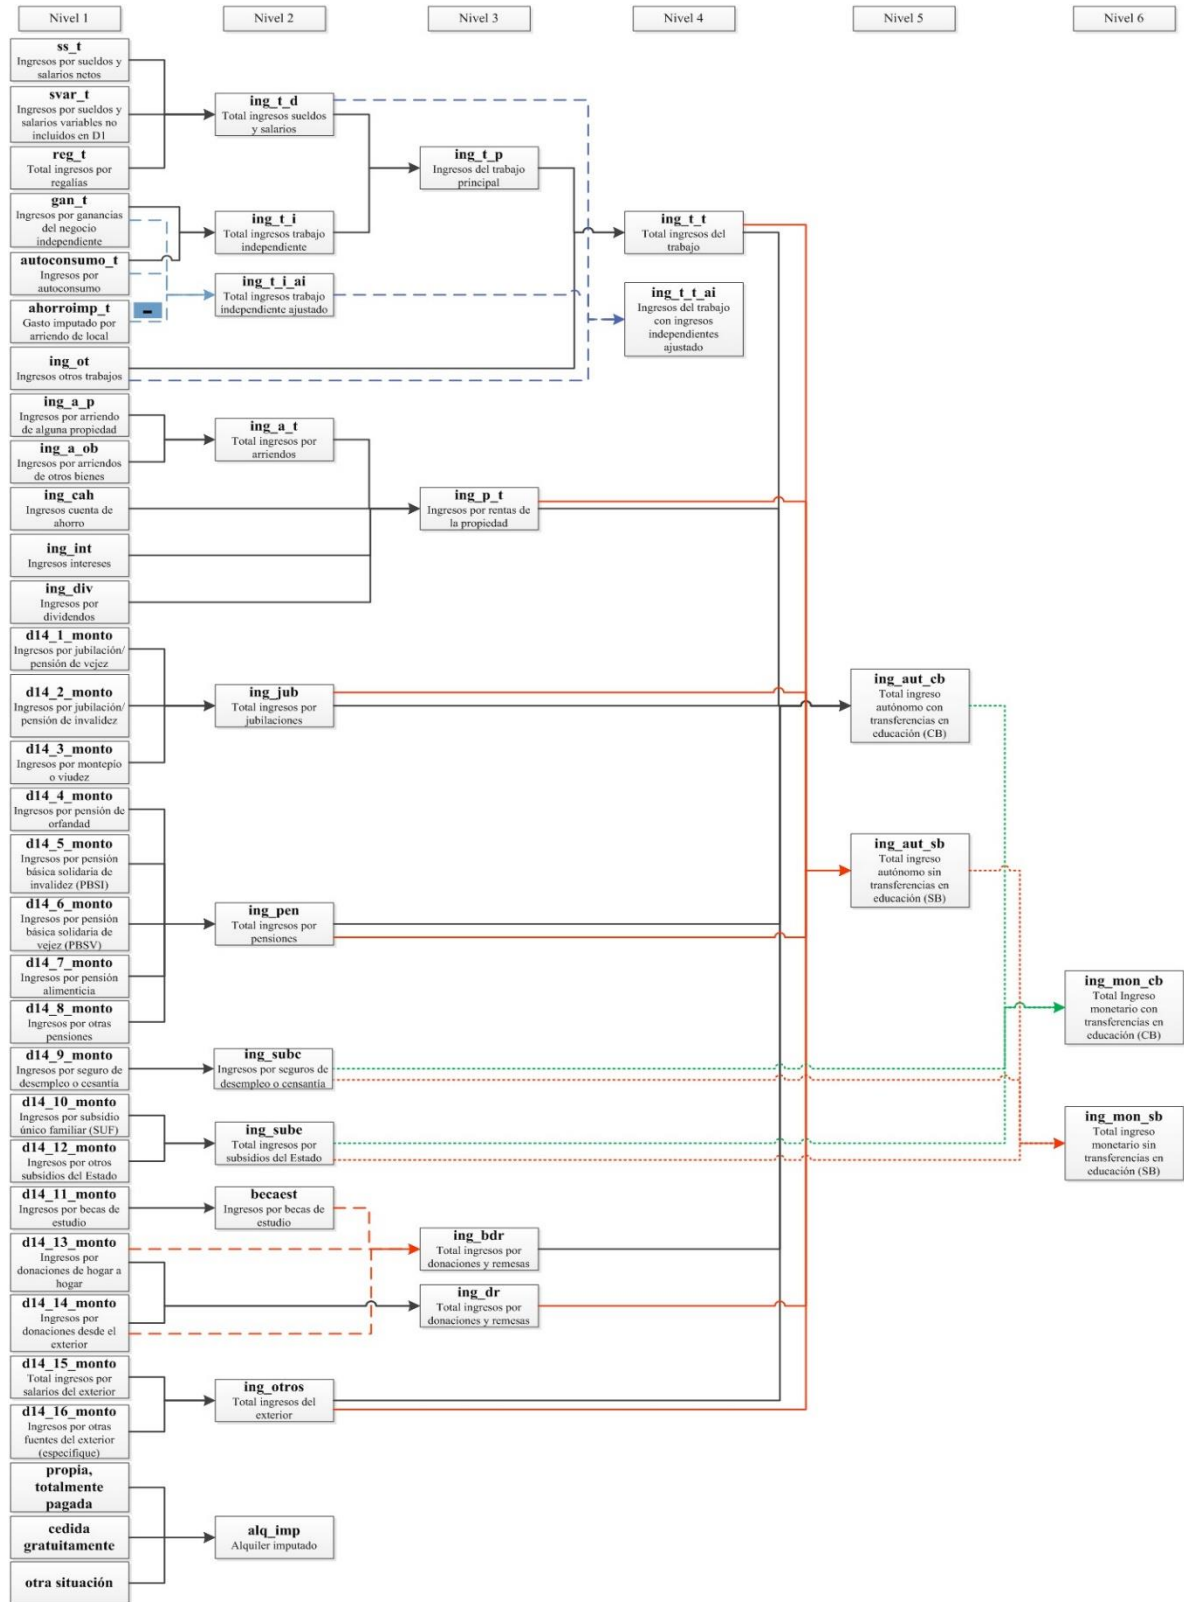 Nivel 1
Nivel 2
Nivel 3
Nivel 4
Nivel 5
Nivel 6
ss_t
Ingresos por sueldos y
salarios netos
svar_t
Ingresos por sueldos y
salarios variables no
incluidos en D1
reg_t
Total ingresos por
regalías
gan_t
Ingresos por ganancias
del negocio
independiente
autoconsumo_t
Ingresos por
autoconsumo
ahorroimp_t
Gasto imputado por
arriendo de local
-
ing_ot
Ingresos otros trabajos
ing_a_p
Ingresos por arriendo
de alguna propiedad
ing_a_ob
Ingresos por arriendos
de otros bienes
ing_cah
Ingresos cuenta de
ahorro
ing_int
Ingresos intereses
ing_div
Ingresos por
dividendos
d14_1_monto
Ingresos por jubilación/
pensión de vejez
d14_2_monto
Ingresos por jubilación/
pensión de invalidez
d14_3_monto
Ingresos por montepío
o viudez
d14_4_monto
Ingresos por pensión de
orfandad
d14_5_monto
Ingresos por pensión
básica solidaria de
invalidez (PBSI)
d14_6_monto
Ingresos por pensión
básica solidaria de
vejez (PBSV)
d14_7_monto
Ingresos por pensión
alimenticia
d14_8_monto
Ingresos por otras
pensiones
d14_9_monto
Ingresos por seguro de
desempleo o cesantía
d14_10_monto
Ingresos por subsidio
único familiar (SUF)
d14_12_monto
Ingresos por otros
subsidios del Estado
d14_11_monto
Ingresos por becas de
estudio
d14_13_monto
Ingresos por
donaciones de hogar a
hogar
d14_14_monto
Ingresos por
donaciones desde el
exterior
d14_15_monto
Total ingresos por
salarios del exterior
d14_16_monto
Ingresos por otras
fuentes del exterior
(especifique)
propia,
totalmente
pagada
cedida
gratuitamente
otra situación
ing_t_d
Total ingresos sueldos
y salarios
ing_t_i
Total ingresos trabajo
independiente
ing_t_i_ai
Total ingresos trabajo
independiente ajustado
ing_a_t
Total ingresos por
arriendos
ing_jub
Total ingresos por
jubilaciones
ing_pen
Total ingresos por
pensiones
ing_subc
Ingresos por seguros de
desempleo o censantía
ing_sube
Total ingresos por
subsidios del Estado
becaest
Ingresos por becas de
estudio
ing_otros
Total ingresos del
exterior
alq_imp
Alquiler imputado
ing_t_p
Ingresos del trabajo
principal
ing_p_t
Ingresos por rentas de
la propiedad
ing_bdr
Total ingresos por
donaciones y remesas
ing_dr
Total ingresos por
donaciones y remesas
ing_t_t
Total ingresos del
trabajo
ing_t_t_ai
Ingresos del trabajo
con ingresos
independientes
ajustado
ing_aut_cb
Total ingreso
autónomo con
transferencias en
educación (CB)
ing_aut_sb
Total ingreso
autónomo sin
transferencias en
educación (SB)
ing_mon_cb
Total Ingreso
monetario con
transferencias en
educación (CB)
ing_mon_sb
Total ingreso
monetario sin
transferencias en
educación (SB)